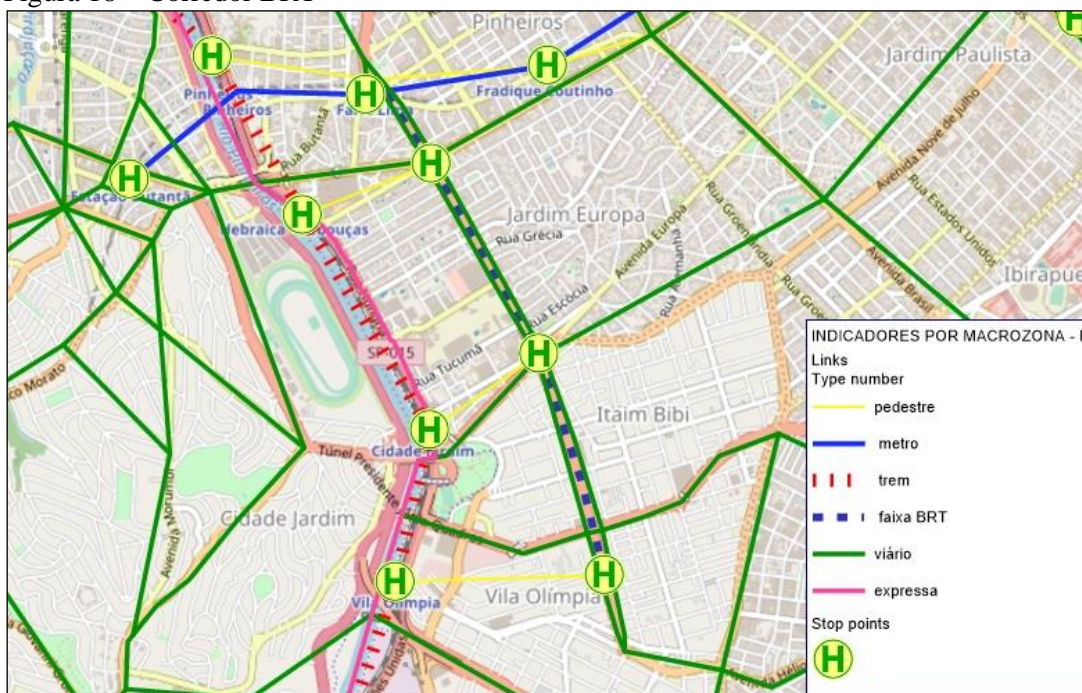 Figura 18 – Corredor BRT
Pinheiros
Jardim Paulista
H
H
H
Fradique Coutinho
Pinheiros
Faria Lima
Rua Butantã
H
H
Estação Butantã
Avenida Nove de Julho
Rua Estados Unidos
H
Hebraica
Jardim Europa
Rua Grécia
Avenida Europa
Rua Groenlândia
Rua Alemanha
Avenida Brasil
Ibirapue
Rua Escócia
SP-015
Rua Tucumã
H
Itaim Bibi
H
Cidade Jardim
Túnel Presidente
Cidade Jardim
Avenida Morumbi
H
H
Vila Olímpia
Vila Olímpia
INDICADORES POR MACROZONA -
Links
Type number
pedestre
metro
trem
faixa BRT
viário
expressa
Stop points
H